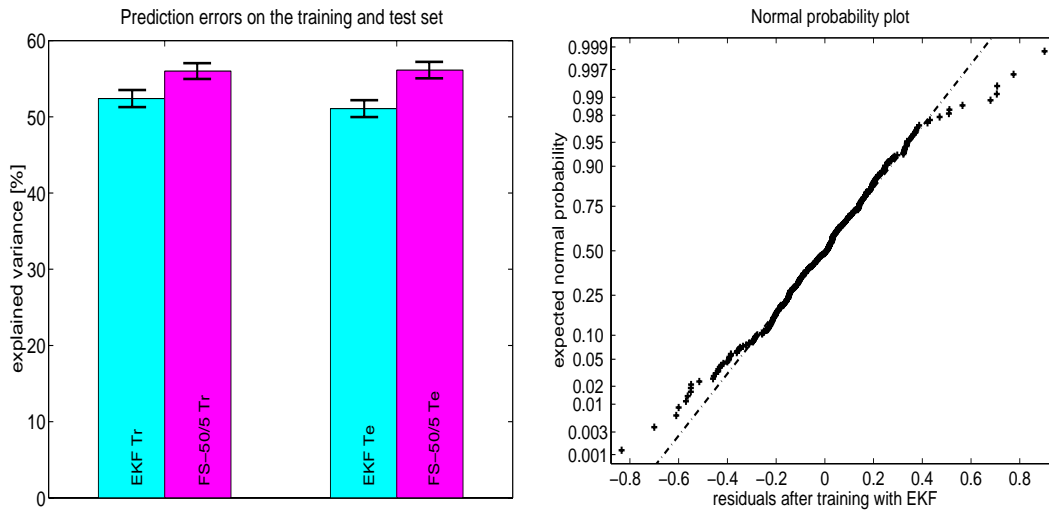 Prediction errors on the training and test set
explained variance [%]
60
50
40
30
20
10
0
EKF Tr
FS−50/5 Tr
EKF Te
FS−50/5 Te
Normal probability plot
expected normal probability
0.999
0.997
0.99
0.98
0.95
0.90
0.75
0.50
0.25
0.10
0.05
0.02
0.01
0.003
0.001
−0.8 −0.6 −0.4 −0.2 0 0.2 0.4 0.6 0.8
residuals after training with EKF